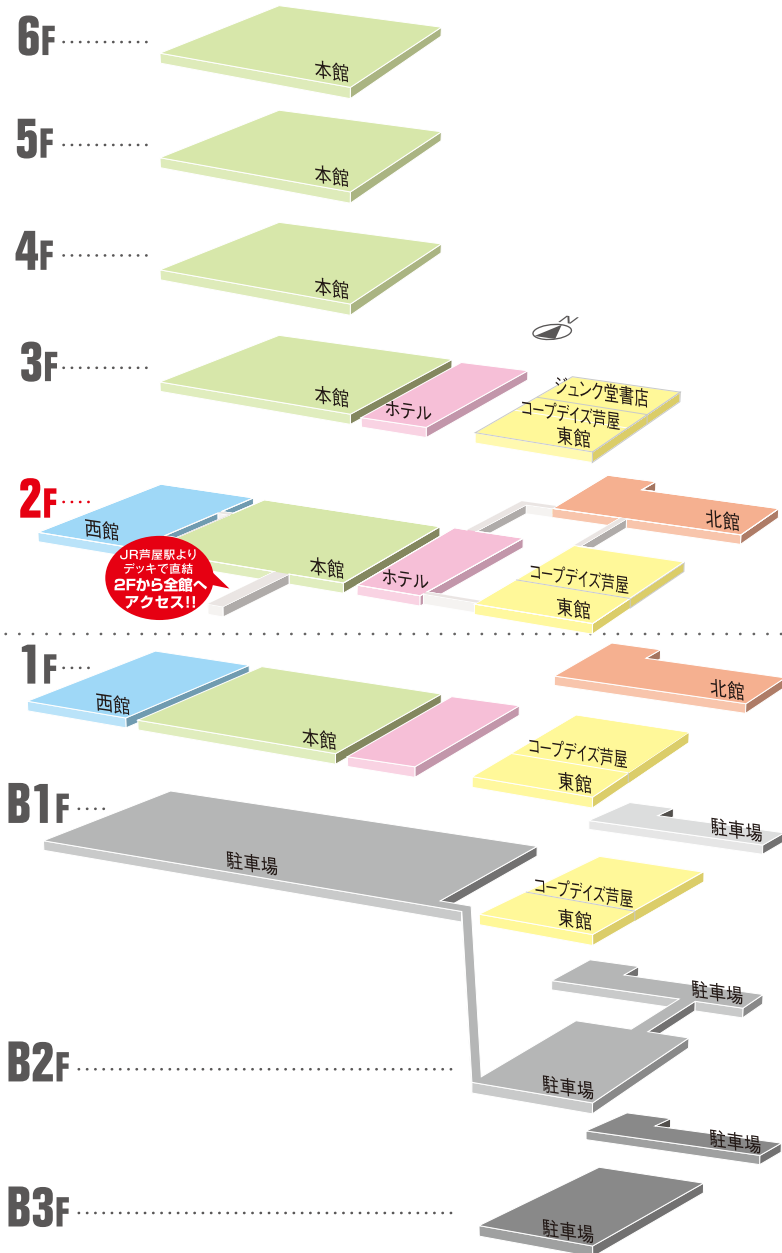 6F
本館
5F
本館
4F
本館
N
3F
本館
ホテル
ジュンク堂書店
コープデイズ芦屋
東館
2F
西館
本館
ホテル
北館
コープデイズ芦屋
東館
JR芦屋駅より
デッキで直結
2Fから全館へ
アクセス!!
1F
西館
本館
北館
コープデイズ芦屋
東館
B1F
駐車場
駐車場
コープデイズ芦屋
東館
駐車場
B2F
駐車場
駐車場
B3F
駐車場